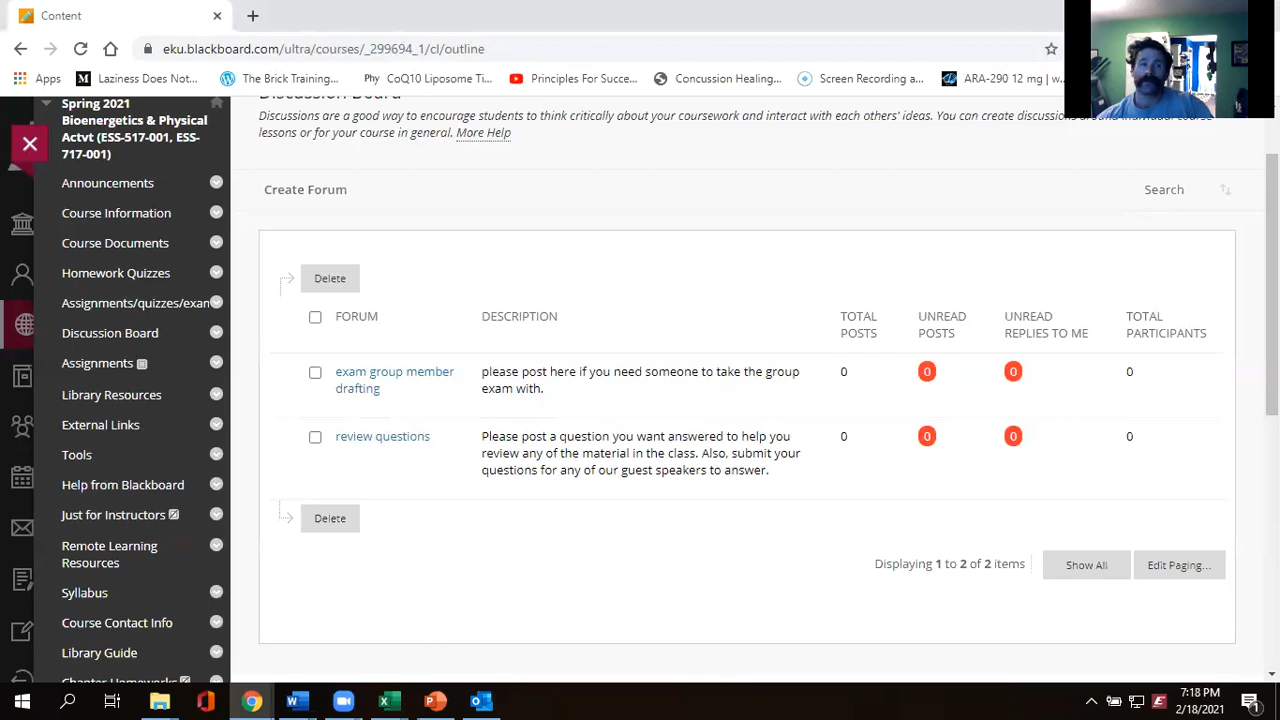 Content
eku.blackboard.com/ultra/courses/_299694_1/cl/outline
Apps
Laziness Does Not...
The Brick Training...
Phy
CoQ10 Liposome Ti...
Principles For Succe...
Concussion Healing...
Screen Recording a...
ARA-290 12 mg | w...
Spring 2021
Bioenergetics & Physical
Actvt (ESS-517-001, ESS-
717-001)
Announcements
Course Information
Course Documents
Homework Quizzes
Assignments/quizzes/exan
Discussion Board
Assignments
Library Resources
External Links
Tools
Help from Blackboard
Just for Instructors
Remote Learning
Resources
Syllabus
Course Contact Info
Library Guide
Chapter Homeworks
Discussion Board
Discussions are a good way to encourage students to think critically about your coursework and interact with each others' ideas. You can create discussions around individual course
lessons or for your course in general. More Help
Create Forum
Search
Delete
FORUM
DESCRIPTION
TOTAL
POSTS
UNREAD
POSTS
UNREAD
REPLIES TO ME
TOTAL
PARTICIPANTS
exam group member
drafting
please post here if you need someone to take the group
exam with.
0
0
0
0
review questions
Please post a question you want answered to help you
review any of the material in the class. Also, submit your
questions for any of our guest speakers to answer.
0
0
0
0
Delete
Displaying 1 to 2 of 2 items
Show All
Edit Paging...
7:18 PM
2/18/2021
1